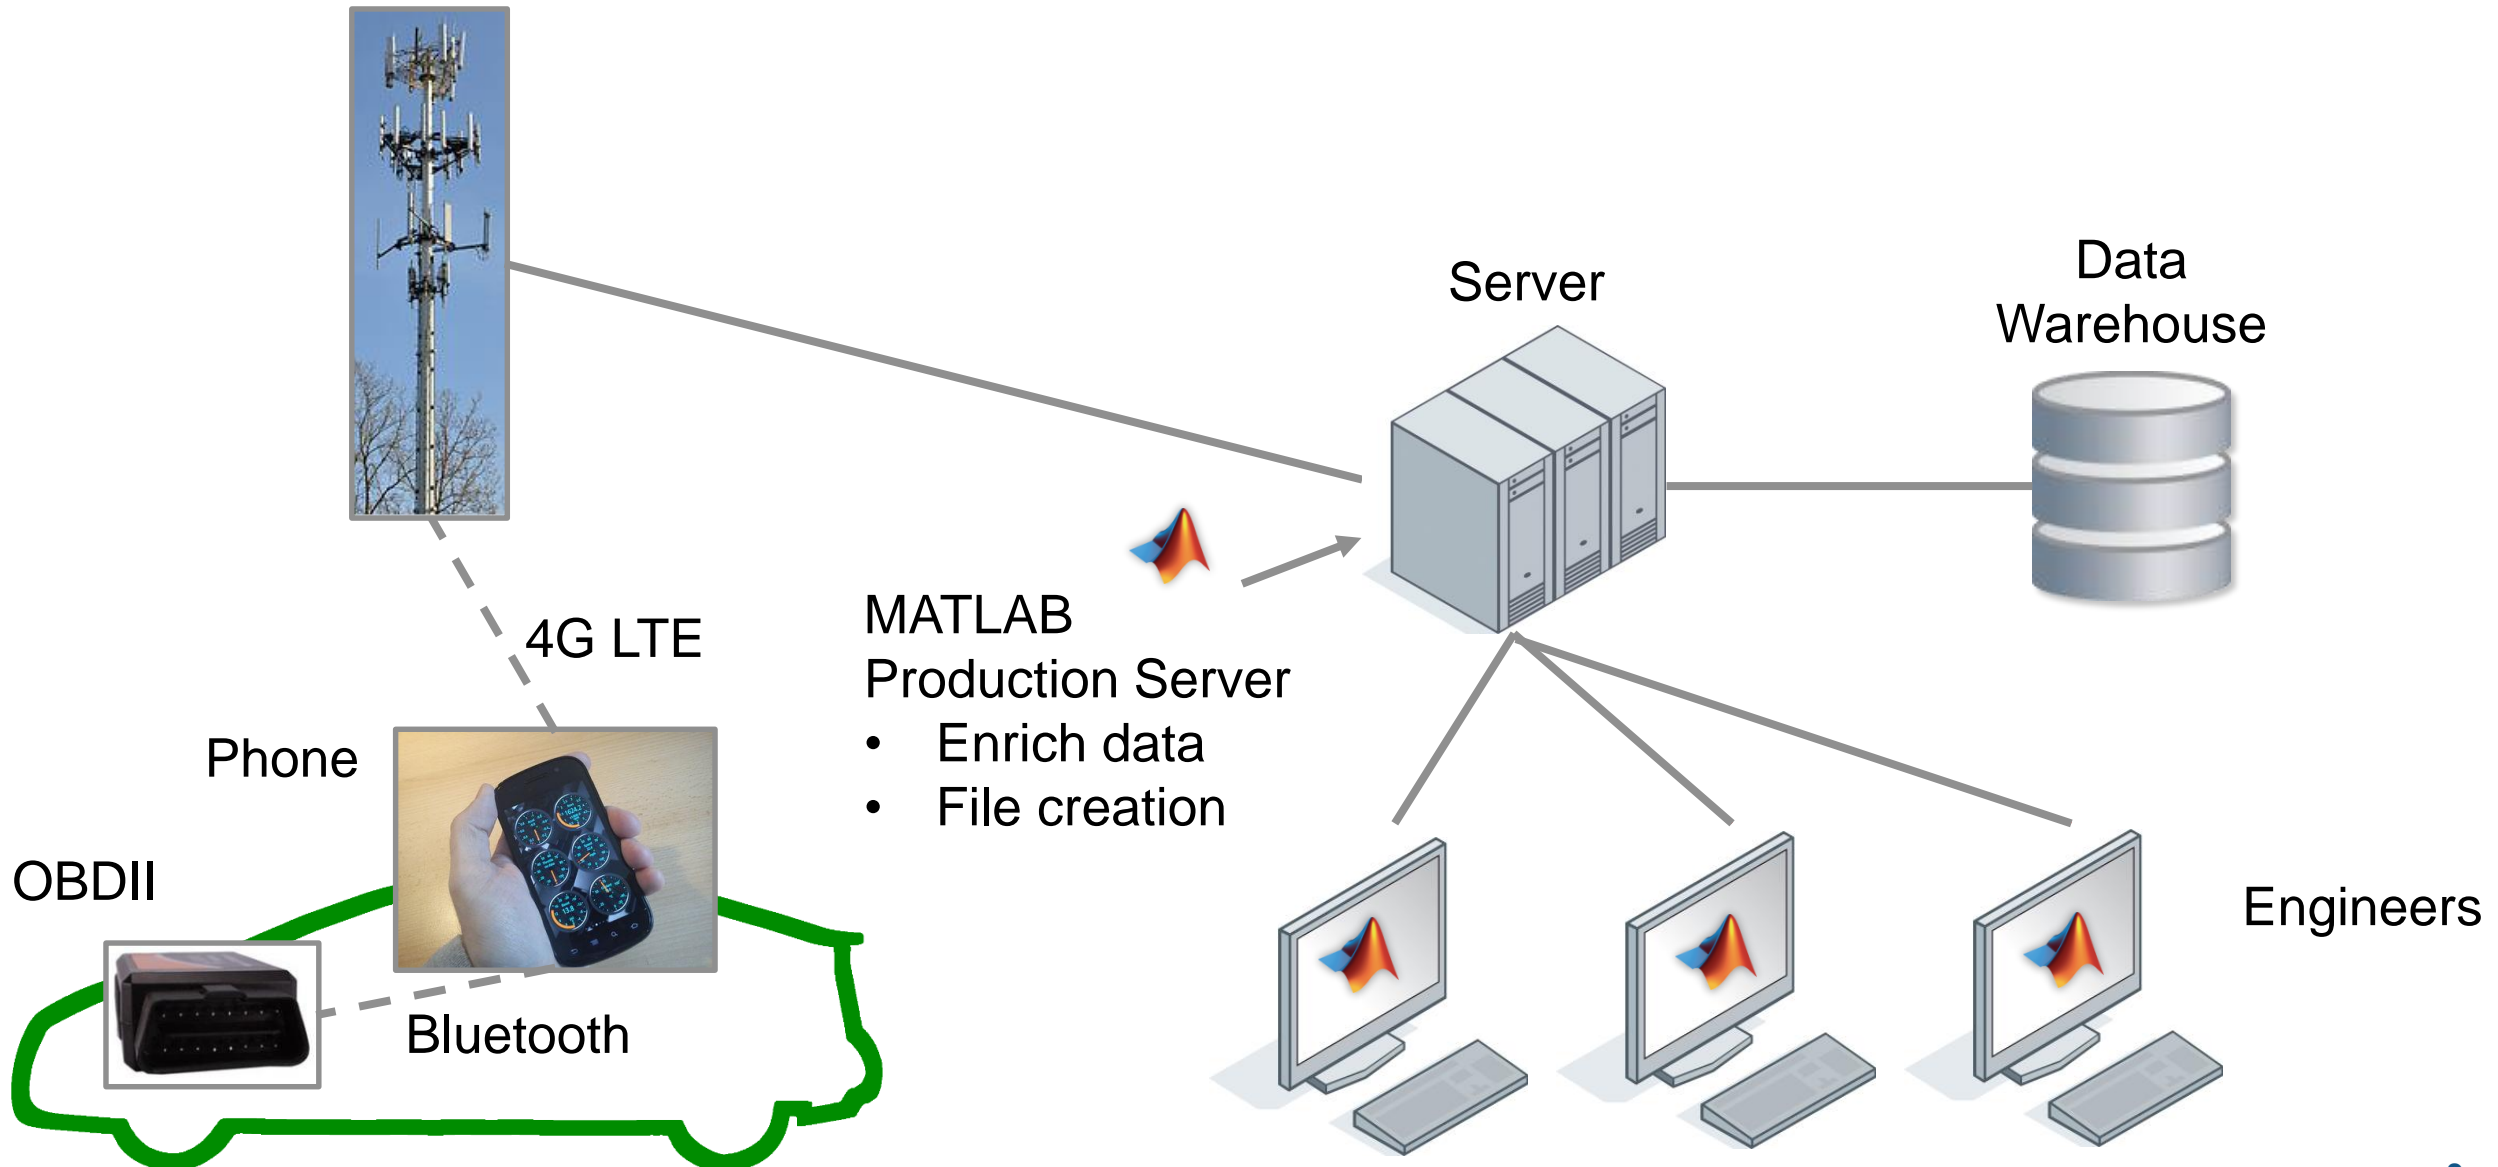 Server
Data
Warehouse
4G LTE
MATLAB
Production Server
• Enrich data
• File creation
Phone
OBDII
Bluetooth
Engineers